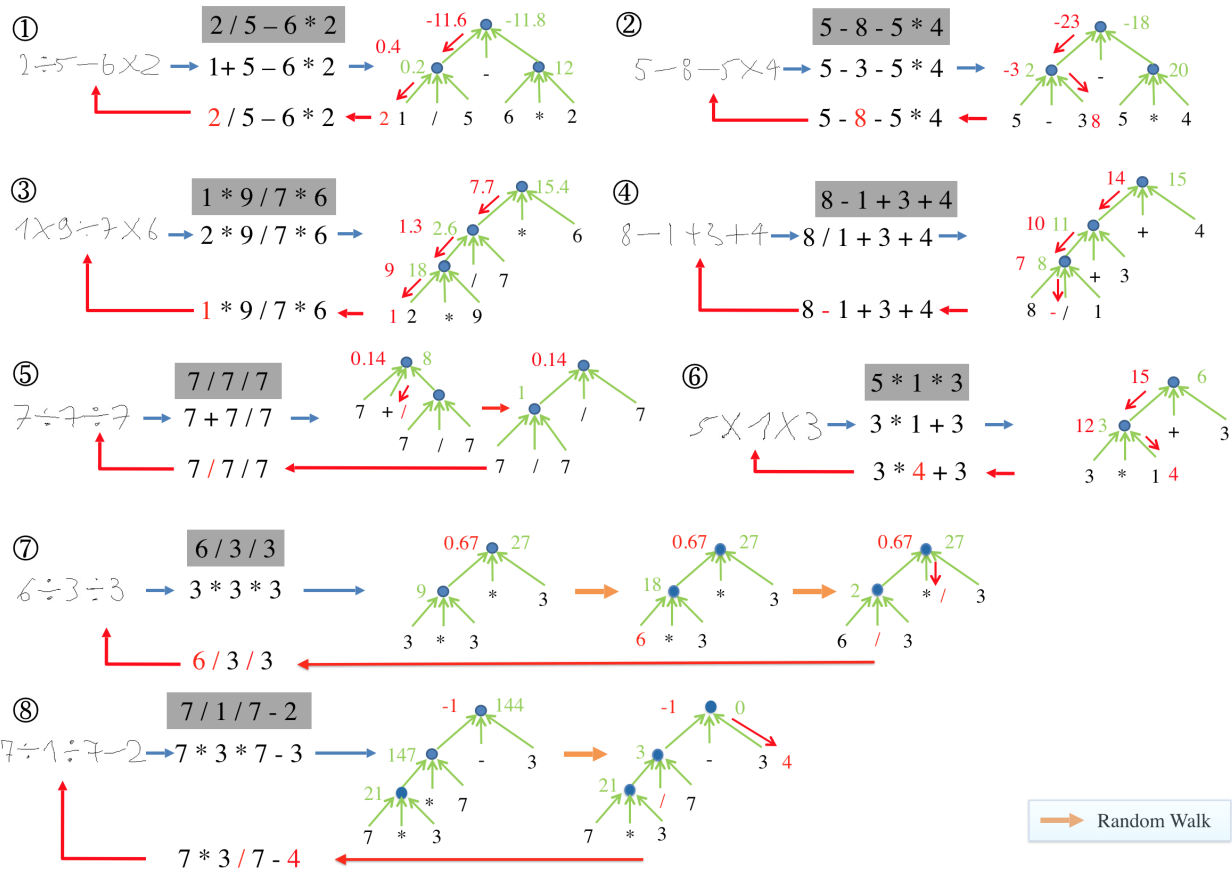 ①
2 / 5 – 6 * 2
2÷5–6×2
1+ 5 – 6 * 2
2 / 5 – 6 * 2
-11.6 -11.8
0.4
0.2 - 12
2 1 / 5 6 * 2
②
5 - 8 - 5 * 4
5–8–5×4
5 - 3 - 5 * 4
5 - 8 - 5 * 4
-23 -18
-3 2 - 20
5 - 3 8 5 * 4
③
1 * 9 / 7 * 6
1×9÷7×6
2 * 9 / 7 * 6
1 * 9 / 7 * 6
7.7 15.4
1.3 2.6 * 6
9 18 / 7
1 2 * 9
④
8 - 1 + 3 + 4
8–1+3+4
8 / 1 + 3 + 4
8 - 1 + 3 + 4
14 15
10 11 + 4
7 8 + 3
8 - / 1
⑤
7 / 7 / 7
7÷7÷7
7 + 7 / 7
7 / 7 / 7
0.14 8
7 + /
7 / 7
0.14
1 / 7
7 / 7
⑥
5 * 1 * 3
5×1×3
3 * 1 + 3
3 * 4 + 3
15 6
12 3 + 3
3 * 1 4
⑦
6 / 3 / 3
6÷3÷3
3 * 3 * 3
6 / 3 / 3
0.67 27
9 * 3
3 * 3
0.67 27
18 * 3
6 * 3
0.67 27
2 * / 3
6 / 3
⑧
7 / 1 / 7 - 2
7÷1÷7–2
7 * 3 * 7 - 3
7 * 3 / 7 - 4
-1 144
147 - 3
21 * 7
7 * 3
-1 0
3 - 3 4
21 / 7
7 * 3
Random Walk